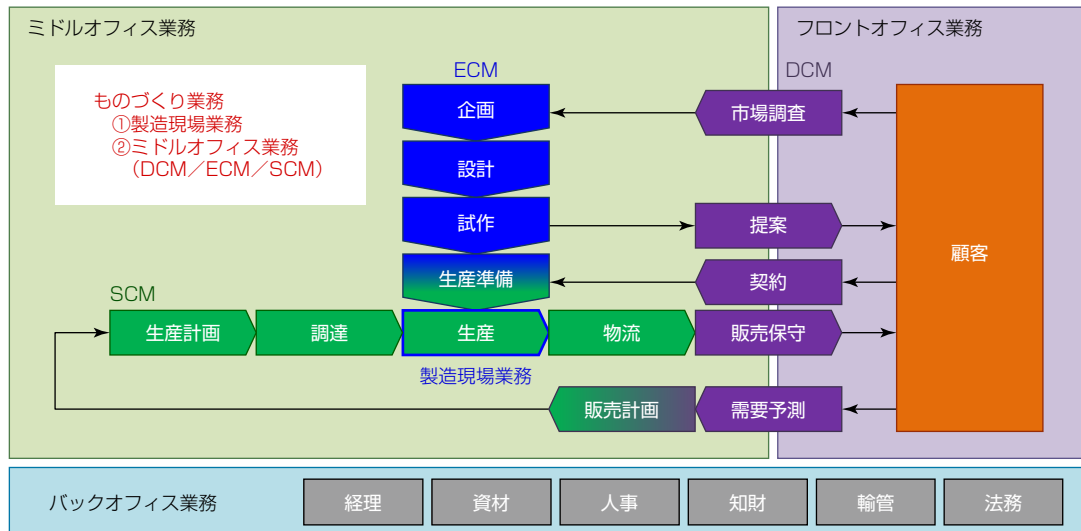 ミドルオフィス業務
フロントオフィス業務
ECM
DCM
ものづくり業務
①製造現場業務
②ミドルオフィス業務
（DCM／ECM／SCM）
企画
市場調査
設計
試作
提案
顧客
生産準備
契約
SCM
生産計画
調達
生産
物流
販売保守
製造現場業務
販売計画
需要予測
バックオフィス業務
経理
資材
人事
知財
輸管
法務